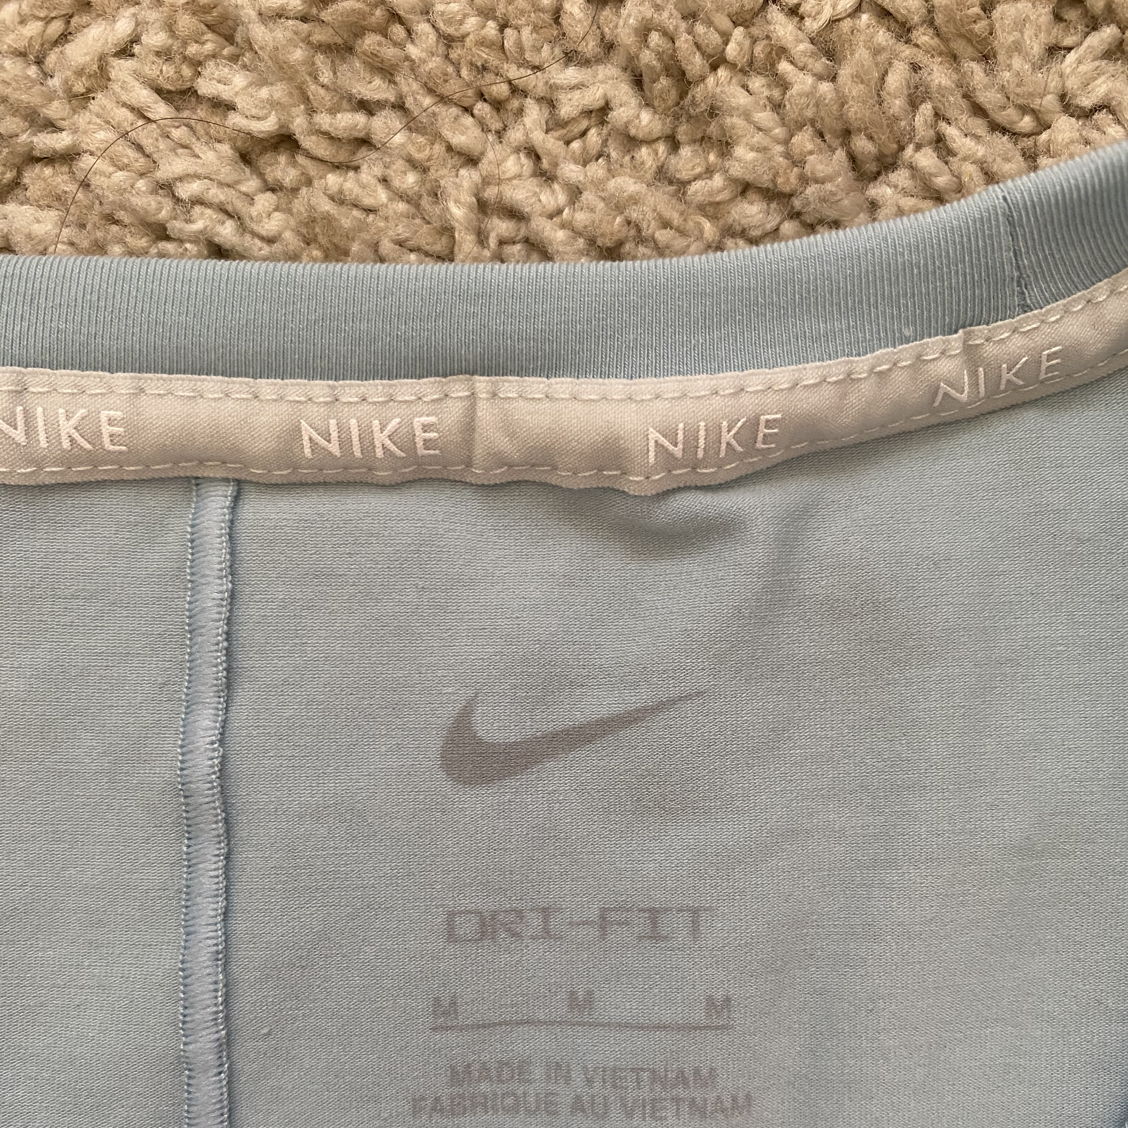 NIKE NIKE NIKE NIKE
DRI-FIT
M M M
MADE IN VIETNAM
FABRIQUE AU VIETNAM